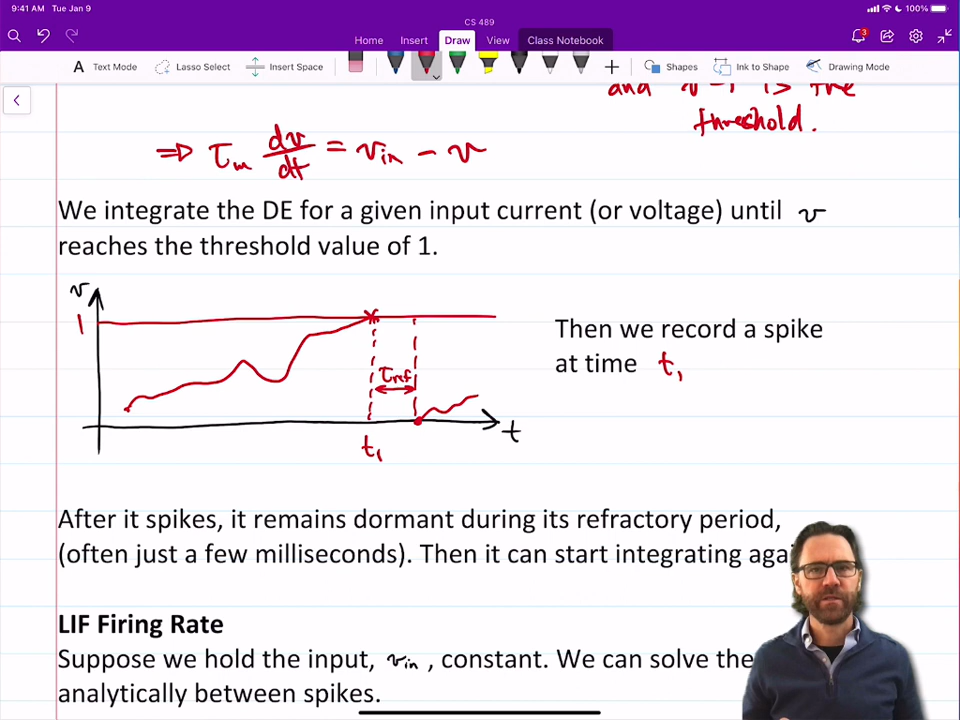 9:41 AM Tue Jan 9
100%
CS 489
Home Insert Draw View Class Notebook
3
A Text Mode Lasso Select Insert Space Shapes Ink to Shape Drawing Mode
and v=1 is the
threshold.
⇒ τm dv/dt = vin − v
We integrate the DE for a given input current (or voltage) until v
reaches the threshold value of 1.
v
1
τref
t
t1
Then we record a spike
at time t1
After it spikes, it remains dormant during its refractory period,
(often just a few milliseconds). Then it can start integrating aga
LIF Firing Rate
Suppose we hold the input, vin, constant. We can solve the
analytically between spikes.